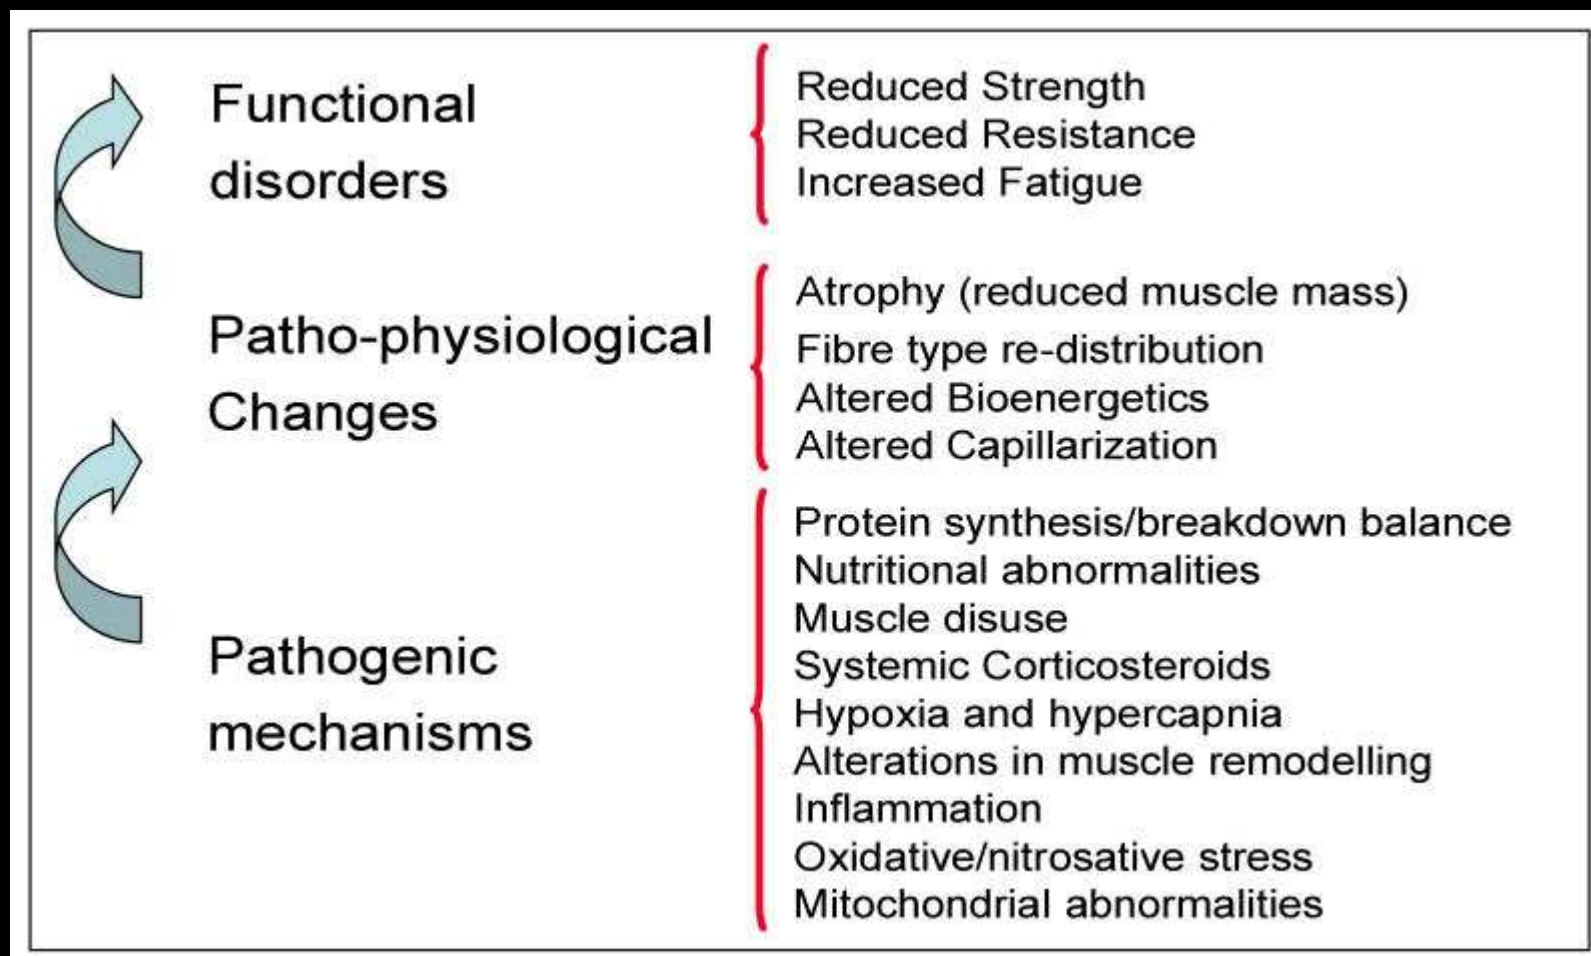 Functional
disorders
Reduced Strength
Reduced Resistance
Increased Fatigue
Patho-physiological
Changes
Atrophy (reduced muscle mass)
Fibre type re-distribution
Altered Bioenergetics
Altered Capillarization
Pathogenic
mechanisms
Protein synthesis/breakdown balance
Nutritional abnormalities
Muscle disuse
Systemic Corticosteroids
Hypoxia and hypercapnia
Alterations in muscle remodelling
Inflammation
Oxidative/nitrosative stress
Mitochondrial abnormalities